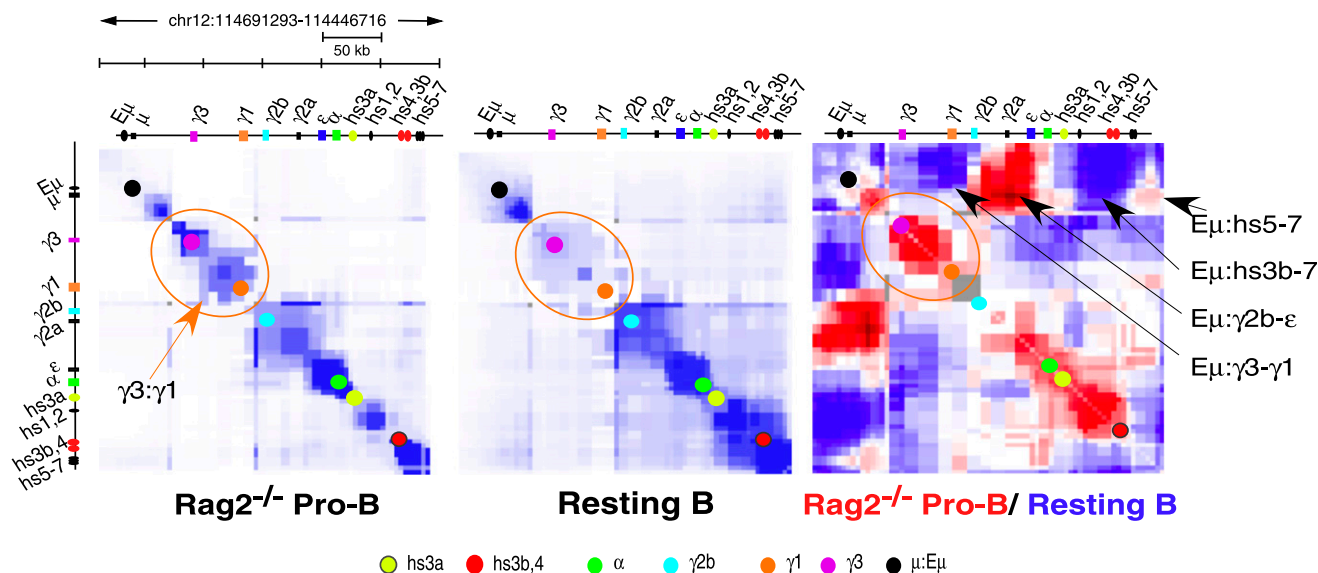 chr12:114691293-114446716
50 kb
Eμ μ γ3 γ1 γ2b γ2a ε α hs3a hs1,2 hs4,3b hs5-7
Eμ μ γ3 γ1 γ2b γ2a ε α hs3a hs1,2 hs4,3b hs5-7
Eμ μ γ3 γ1 γ2b γ2a ε α hs3a hs1,2 hs4,3b hs5-7
Eμ
μ
γ3
γ1
γ2b
γ2a
α ε
hs3a
hs1,2
hs3b,4
hs5-7
γ3:γ1
Eμ:hs5-7
Eμ:hs3b-7
Eμ:γ2b-ε
Eμ:γ3-γ1
Rag2-/- Pro-B
Resting B
Rag2-/- Pro-B/ Resting B
hs3a hs3b,4 α γ2b γ1 γ3 μ:Eμ